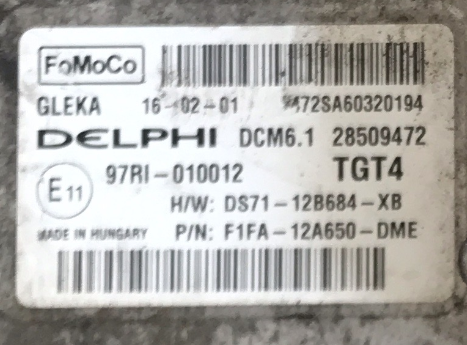 FoMoCo
GLEKA 16-02-01 *472SA60320194
DELPHI DCM6.1 28509472
E11 97RI-010012 TGT4
H/W: DS71-12B684-XB
MADE IN HUNGARY P/N: F1FA-12A650-DME